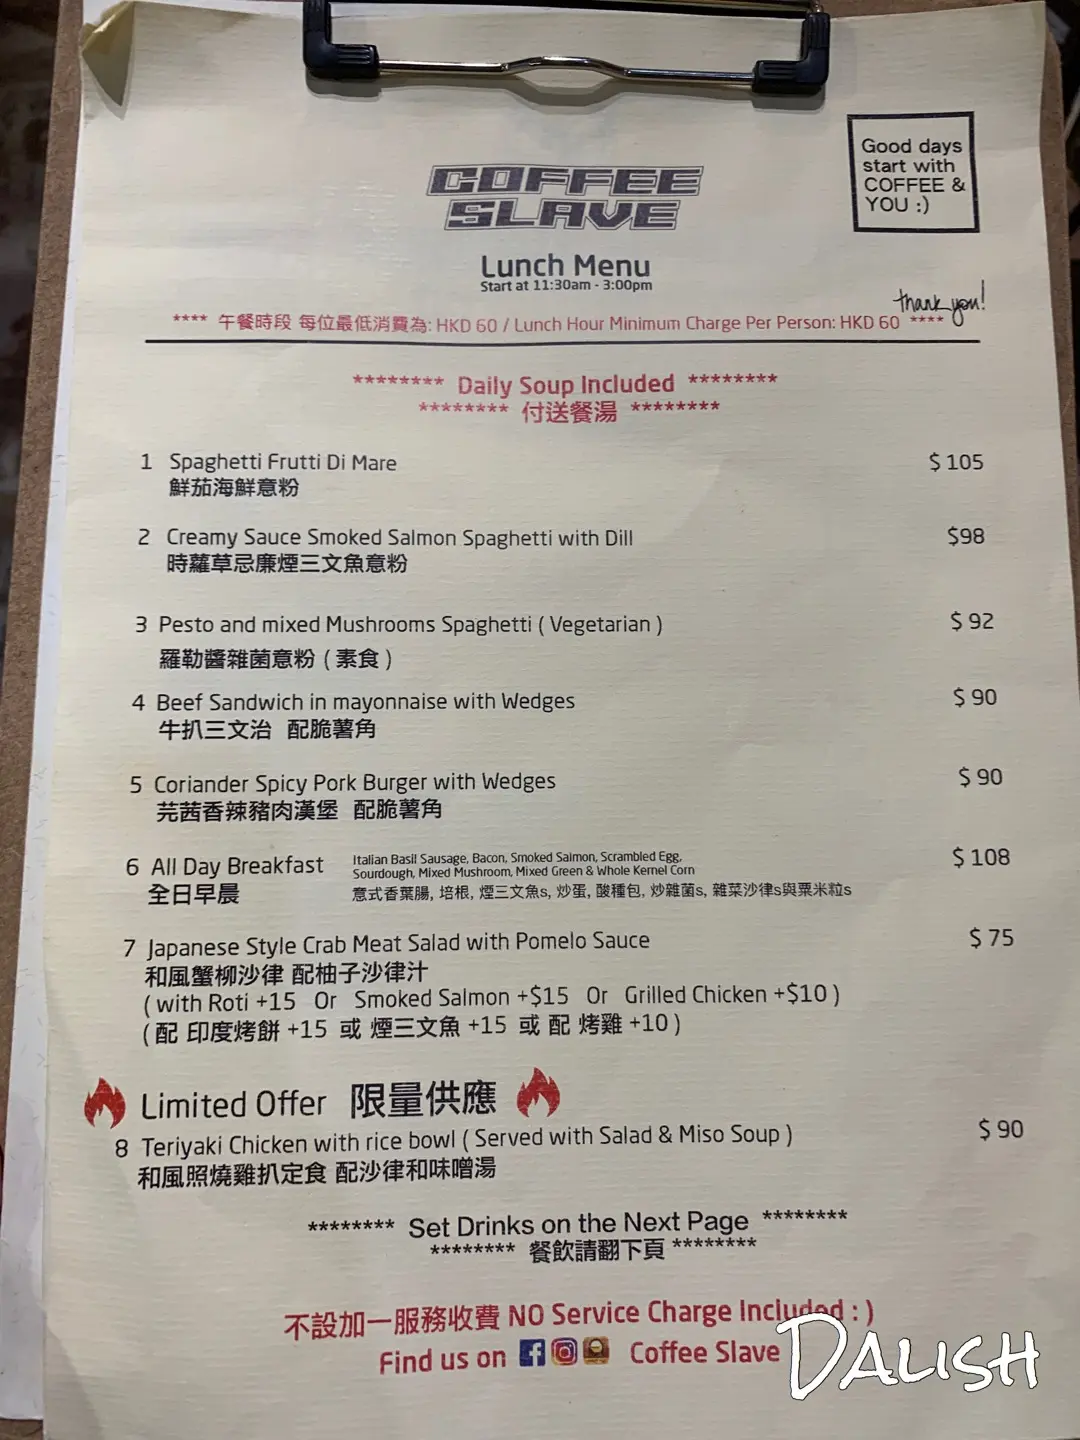 Good days
start with
COFFEE &
YOU :)
COFFEE
SLAVE
Lunch Menu
Start at 11:30am - 3:00pm
thank you!
**** 午餐時段 每位最低消費為: HKD 60 / Lunch Hour Minimum Charge Per Person: HKD 60 ****
******** Daily Soup Included ********
******** 付送餐湯 ********
1 Spaghetti Frutti Di Mare $ 105
鮮茄海鮮意粉
2 Creamy Sauce Smoked Salmon Spaghetti with Dill $98
時蘿草忌廉煙三文魚意粉
3 Pesto and mixed Mushrooms Spaghetti ( Vegetarian ) $ 92
羅勒醬雜菌意粉 ( 素食 )
4 Beef Sandwich in mayonnaise with Wedges $ 90
牛扒三文治 配脆薯角
5 Coriander Spicy Pork Burger with Wedges $ 90
芫茜香辣豬肉漢堡 配脆薯角
6 All Day Breakfast Italian Basil Sausage, Bacon, Smoked Salmon, Scrambled Egg, $ 108
Sourdough, Mixed Mushroom, Mixed Green & Whole Kernel Corn
全日早晨 意式香葉腸, 培根, 煙三文魚s, 炒蛋, 酸種包, 炒雜菌s, 雜菜沙律s與粟米粒s
7 Japanese Style Crab Meat Salad with Pomelo Sauce $ 75
和風蟹柳沙律 配柚子沙律汁
( with Roti +15 Or Smoked Salmon +$15 Or Grilled Chicken +$10 )
( 配 印度烤餅 +15 或 煙三文魚 +15 或 配 烤雞 +10 )
Limited Offer 限量供應
8 Teriyaki Chicken with rice bowl ( Served with Salad & Miso Soup ) $ 90
和風照燒雞扒定食 配沙律和味噌湯
******** Set Drinks on the Next Page ********
******** 餐飲請翻下頁 ********
不設加一服務收費 NO Service Charge Included : )
Find us on Coffee Slave
DALISH